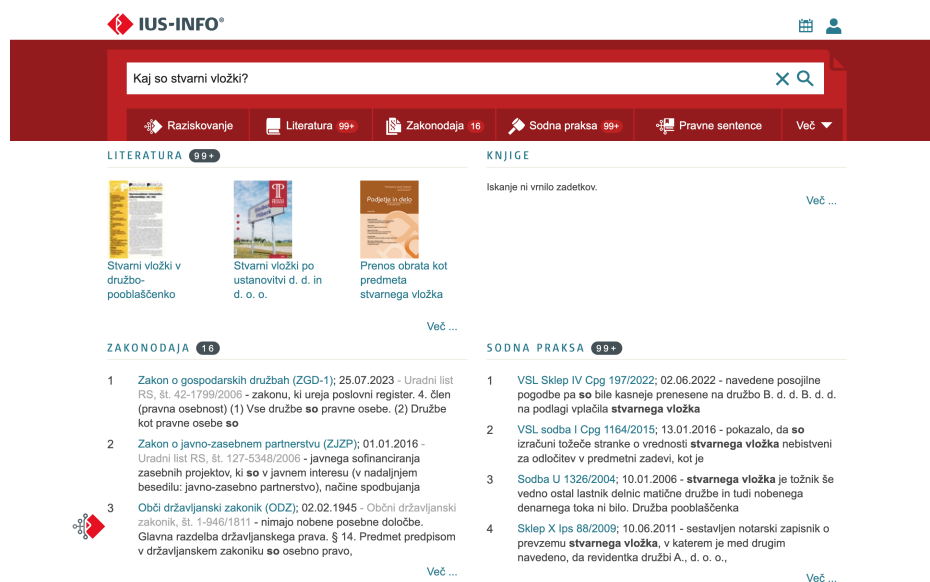 IUS-INFO®
Kaj so stvarni vložki?
Raziskovanje
Literatura 99+
Zakonodaja 16
Sodna praksa 99+
Pravne sentence
Več
LITERATURA 99+
Stvarni vložki v
družbo-
pooblaščenko
Stvarni vložki po
ustanovitvi d. d. in
d. o. o.
Podjetje in delo
Prenos obrata kot
predmeta
stvarnega vložka
Več ...
KNJIGE
Iskanje ni vrnilo zadetkov.
Več ...
ZAKONODAJA 16
1 Zakon o gospodarskih družbah (ZGD-1); 25.07.2023 - Uradni list
RS, št. 42-1799/2006 - zakonu, ki ureja poslovni register. 4. člen
(pravna osebnost) (1) Vse družbe so pravne osebe. (2) Družbe
kot pravne osebe so
2 Zakon o javno-zasebnem partnerstvu (ZJZP); 01.01.2016 -
Uradni list RS, št. 127-5348/2006 - javnega sofinanciranja
zasebnih projektov, ki so v javnem interesu (v nadaljnjem
besedilu: javno-zasebno partnerstvo), načine spodbujanja
3 Obči državljanski zakonik (ODZ); 02.02.1945 - Občni državljanski
zakonik, št. 1-946/1811 - nimajo nobene posebne določbe.
Glavna razdelba državljanskega prava. § 14. Predmet predpisom
v državljanskem zakoniku so osebno pravo,
Več ...
SODNA PRAKSA 99+
1 VSL Sklep IV Cpg 197/2022; 02.06.2022 - navedene posojilne
pogodbe pa so bile kasneje prenesene na družbo B. d. d. B. d. d.
na podlagi vplačila stvarnega vložka
2 VSL sodba I Cpg 1164/2015; 13.01.2016 - pokazalo, da so
izračuni tožeče stranke o vrednosti stvarnega vložka nebistveni
za odločitev v predmetni zadevi, kot je
3 Sodba U 1326/2004; 10.01.2006 - stvarnega vložka je tožnik še
vedno ostal lastnik delnic matične družbe in tudi nobenega
denarnega toka ni bilo. Družba pooblaščenka
4 Sklep X Ips 88/2009; 10.06.2011 - sestavljen notarski zapisnik o
prevzemu stvarnega vložka, v katerem je med drugim
navedeno, da revidentka družbi A., d. o. o.,
Več ...